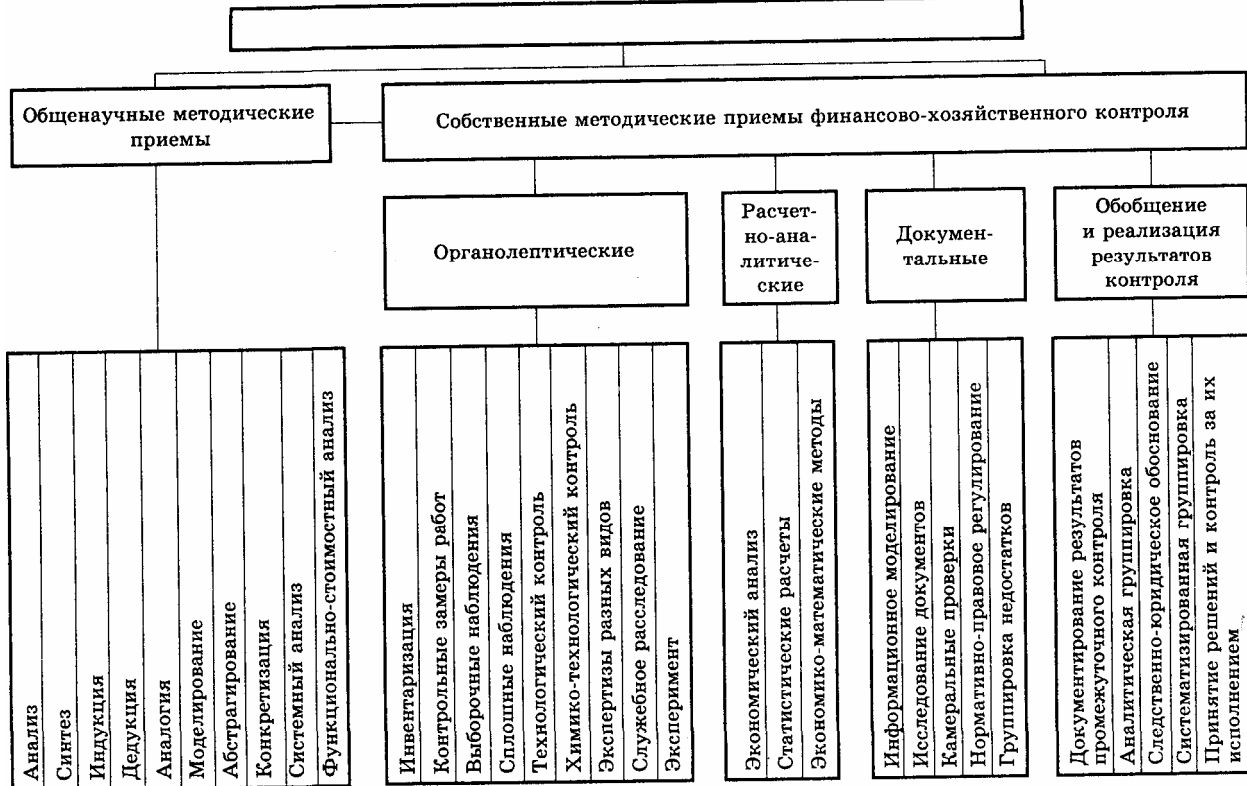 Общенаучные методические
приемы
Собственные методические приемы финансово-хозяйственного контроля
Органолептические
Расчет-
но-ана-
литиче-
ские
Докумен-
тальные
Обобщение
и реализация
результатов
контроля
Анализ
Синтез
Индукция
Дедукция
Аналогия
Моделирование
Абстрагирование
Конкретизация
Системный анализ
Функционально-стоимостный анализ
Инвентаризация
Контрольные замеры работ
Выборочные наблюдения
Сплошные наблюдения
Технологический контроль
Химико-технологический контроль
Экспертизы разных видов
Служебное расследование
Эксперимент
Экономический анализ
Статистические расчеты
Экономико-математические методы
Информационное моделирование
Исследование документов
Камеральные проверки
Нормативно-правовое регулирование
Группировка недостатков
Документирование результатов
промежуточного контроля
Аналитическая группировка
Следственно-юридическое обоснование
Систематизированная группировка
Принятие решений и контроль за их
исполнением